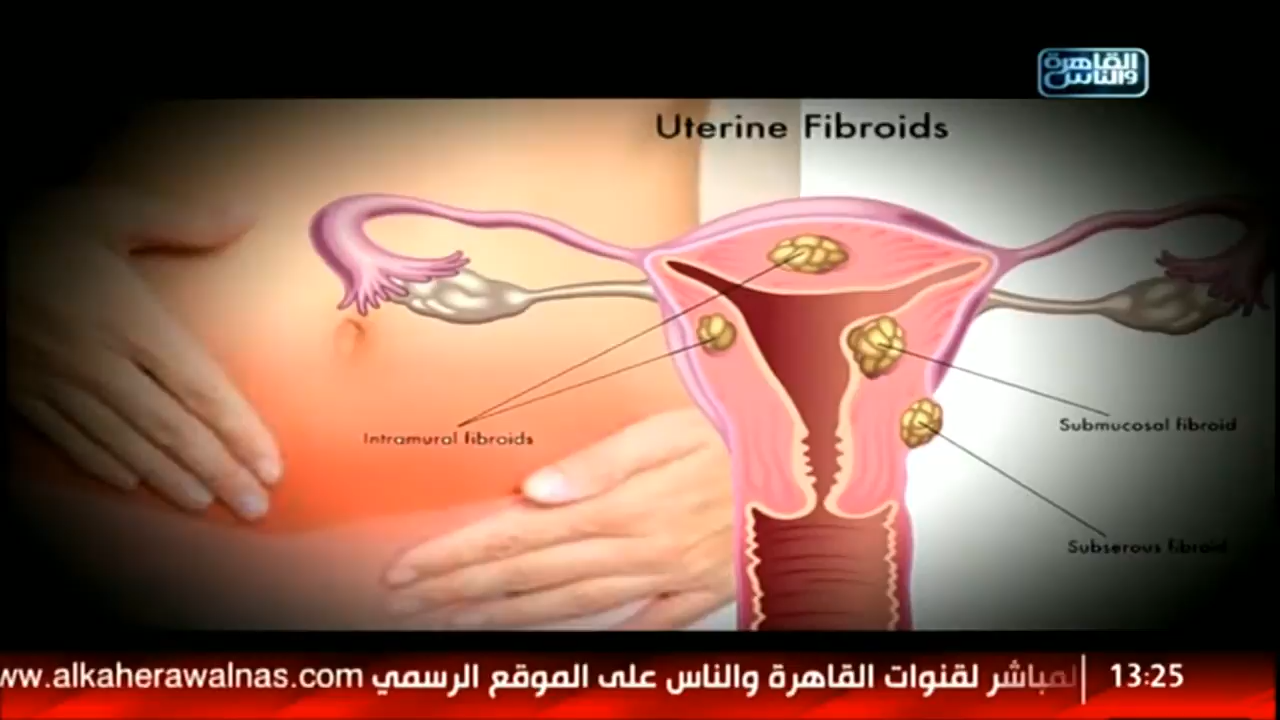 القاهرة
والناس
Uterine Fibroids
Submucosal fibroid
Intramural fibroids
Subserous fibroid
لمباشر لقنوات القاهرة والناس على الموقع الرسمي www.alkaherawalnas.com
13:25